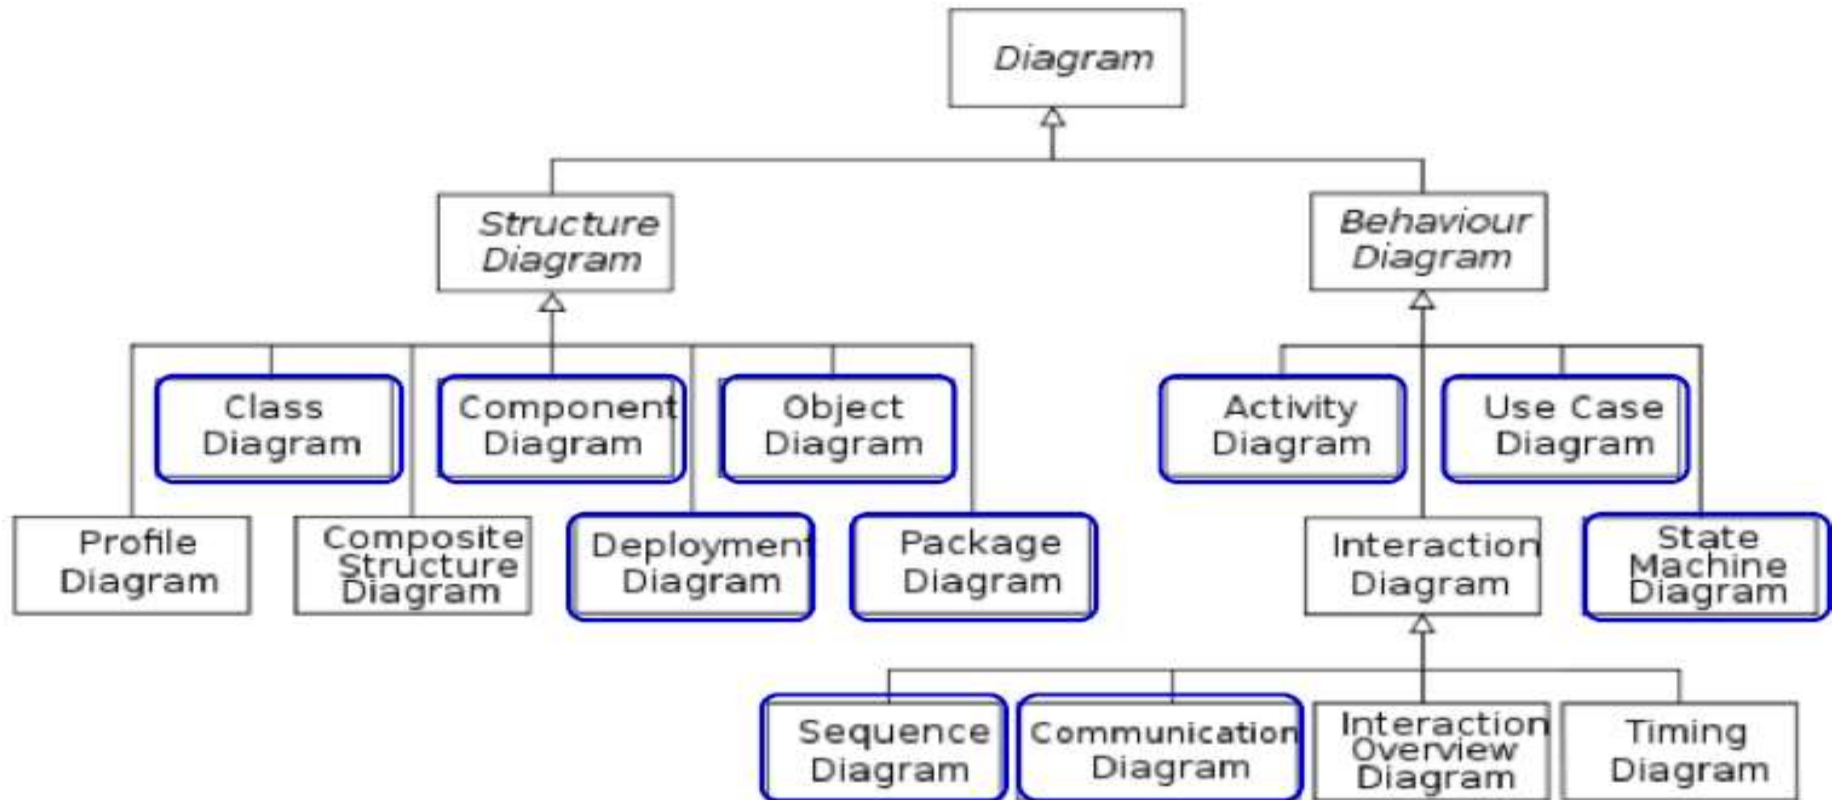 Diagram
Structure
Diagram
Behaviour
Diagram
Class
Diagram
Component
Diagram
Object
Diagram
Activity
Diagram
Use Case
Diagram
Profile
Diagram
Composite
Structure
Diagram
Deployment
Diagram
Package
Diagram
Interaction
Diagram
State
Machine
Diagram
Sequence
Diagram
Communication
Diagram
Interaction
Overview
Diagram
Timing
Diagram